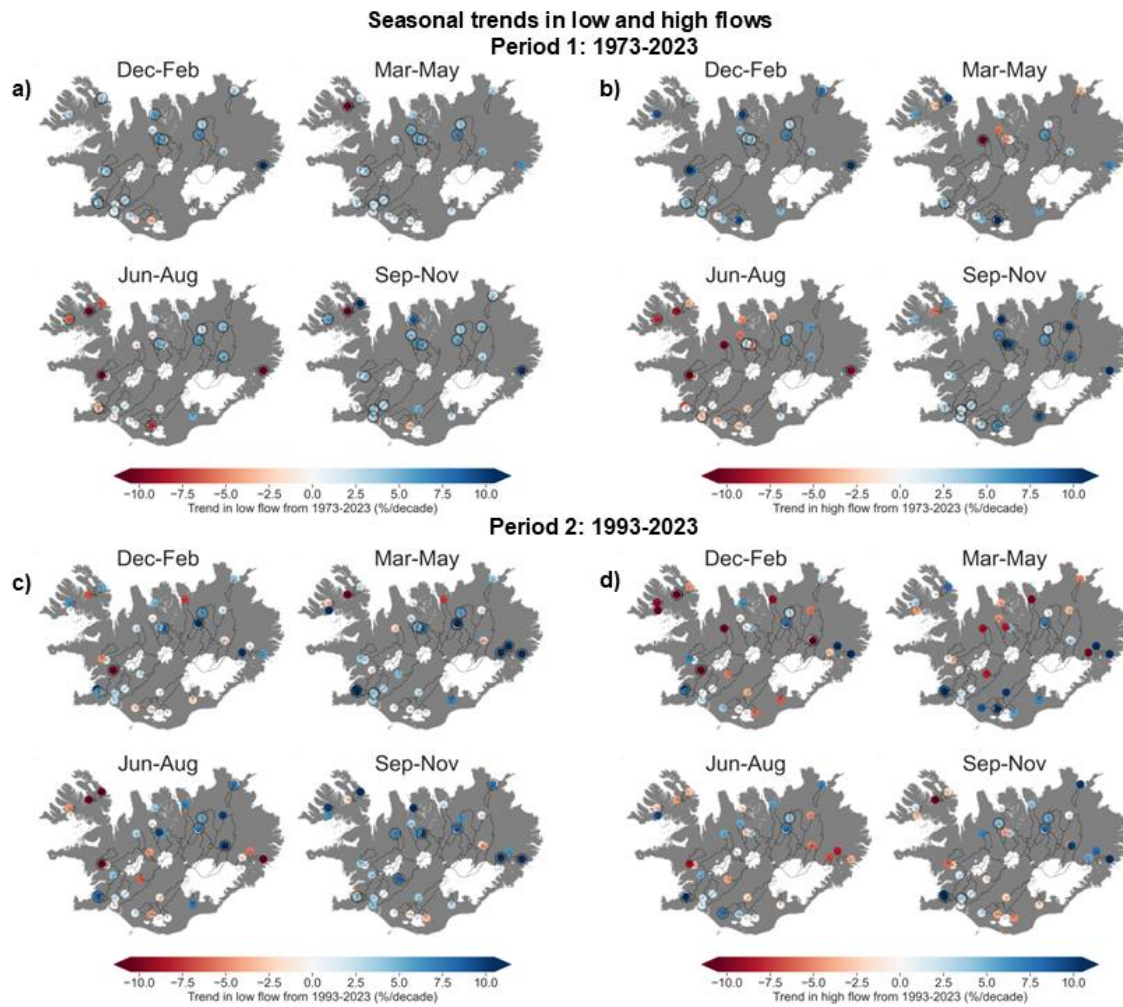 Seasonal trends in low and high flows
Period 1: 1973-2023
a)
Dec-Feb
Mar-May
b)
Dec-Feb
Mar-May
Jun-Aug
Sep-Nov
Jun-Aug
Sep-Nov
−10.0 −7.5 −5.0 −2.5 0.0 2.5 5.0 7.5 10.0
Trend in low flow from 1973-2023 (%/decade)
−10.0 −7.5 −5.0 −2.5 0.0 2.5 5.0 7.5 10.0
Trend in high flow from 1973-2023 (%/decade)
Period 2: 1993-2023
c)
Dec-Feb
Mar-May
d)
Dec-Feb
Mar-May
Jun-Aug
Sep-Nov
Jun-Aug
Sep-Nov
−10.0 −7.5 −5.0 −2.5 0.0 2.5 5.0 7.5 10.0
Trend in low flow from 1993-2023 (%/decade)
−10.0 −7.5 −5.0 −2.5 0.0 2.5 5.0 7.5 10.0
Trend in high flow from 1993-2023 (%/decade)